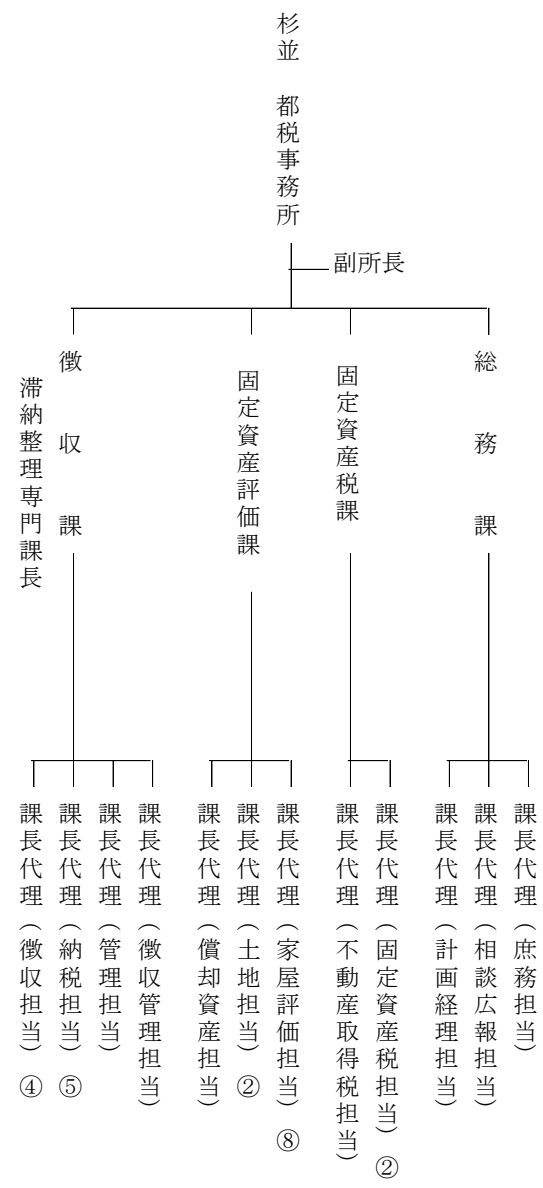 杉並 都税事務所
副所長
総務課
固定資産税課
固定資産評価課
徴収課
滞納整理専門課長
課長代理(庶務担当)
課長代理(相談広報担当)
課長代理(計画経理担当)
課長代理(固定資産税担当)②
課長代理(不動産取得税担当)
課長代理(家屋評価担当)⑧
課長代理(土地担当)②
課長代理(償却資産担当)
課長代理(徴収管理担当)
課長代理(管理担当)
課長代理(納税担当)⑤
課長代理(徴収担当)④